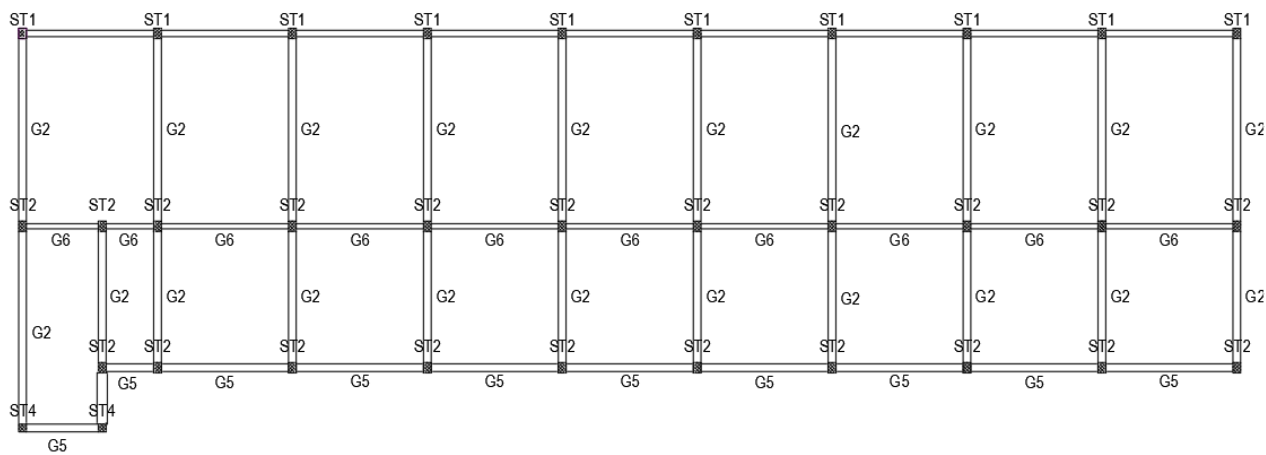 ST1 ST1 ST1 ST1 ST1 ST1 ST1 ST1 ST1 ST1
G2 G2 G2 G2 G2 G2 G2 G2 G2 G2
ST2 ST2 ST2 ST2 ST2 ST2 ST2 ST2 ST2 ST2 ST2
G6 G6 G6 G6 G6 G6 G6 G6 G6 G6
G2 G2 G2 G2 G2 G2 G2 G2 G2 G2
G2
ST2 ST2 ST2 ST2 ST2 ST2 ST2 ST2 ST2 ST2
G5 G5 G5 G5 G5 G5 G5 G5 G5
ST4 ST4
G5